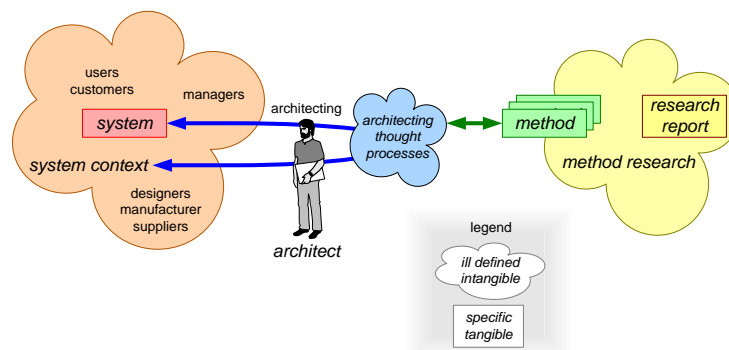 users
customers
managers
system
system context
designers
manufacturer
suppliers
architecting
architect
architecting
thought
processes
method
research
report
method research
legend
ill defined
intangible
specific
tangible